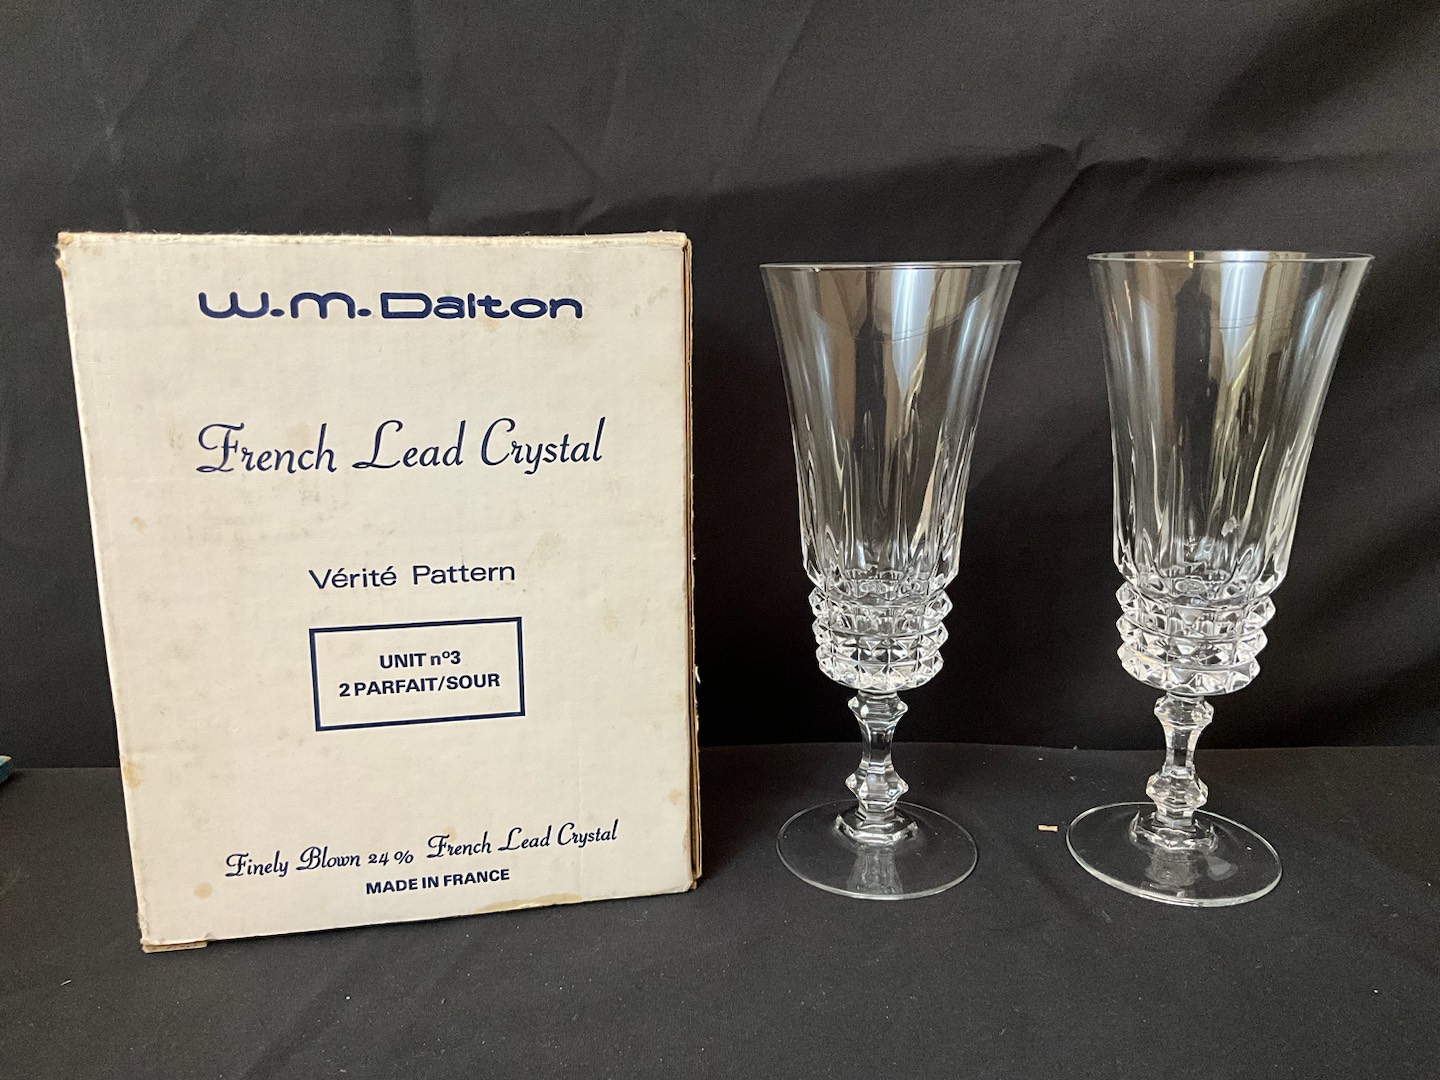 W.M. Dalton
French Lead Crystal
Vérité Pattern
UNIT nº3
2 PARFAIT/SOUR
Finely Blown 24% French Lead Crystal
MADE IN FRANCE